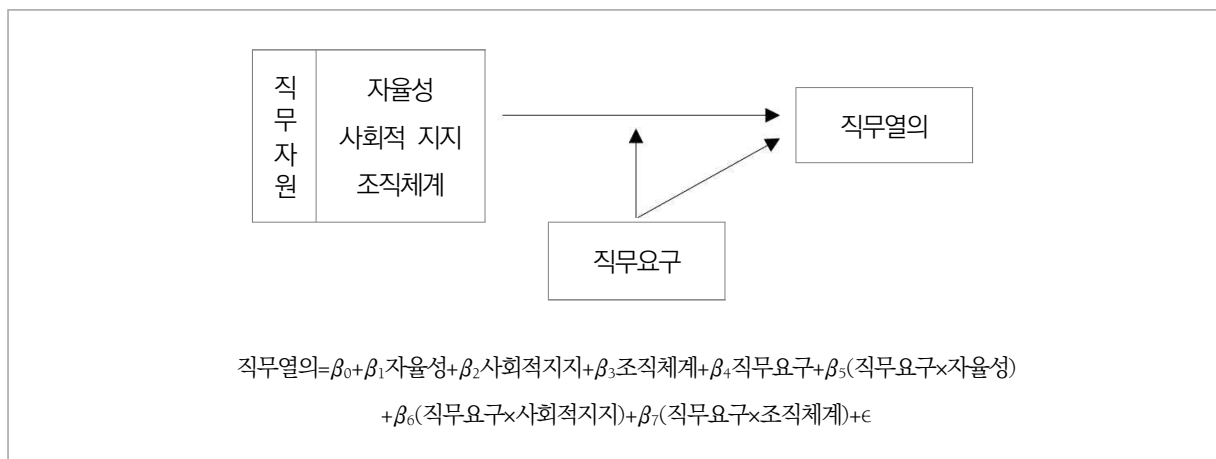 직무자원
자율성
사회적 지지
조직체계
직무열의
직무요구
직무열의=β₀+β₁자율성+β₂사회적지지+β₃조직체계+β₄직무요구+β₅(직무요구×자율성)
+β₆(직무요구×사회적지지)+β₇(직무요구×조직체계)+ϵ